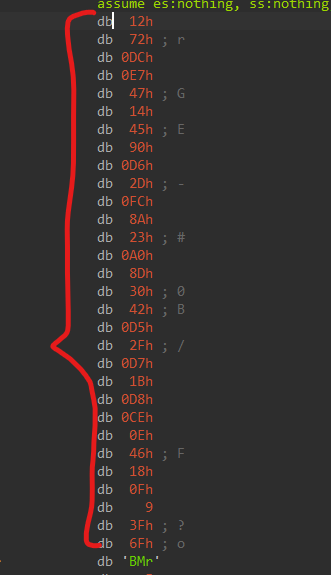 assume es:nothing, ss:nothing
db 12h
db 72h ; r
db 0DCh
db 0E7h
db 47h ; G
db 14h
db 45h ; E
db 90h
db 0D6h
db 2Dh ; -
db 0FCh
db 8Ah
db 23h ; #
db 0A0h
db 8Dh
db 30h ; 0
db 42h ; B
db 0D5h
db 2Fh ; /
db 0D7h
db 1Bh
db 0D8h
db 0CEh
db 0Eh
db 46h ; F
db 18h
db 0Fh
db 9
db 3Fh ; ?
db 6Fh ; o
db 'BMr'